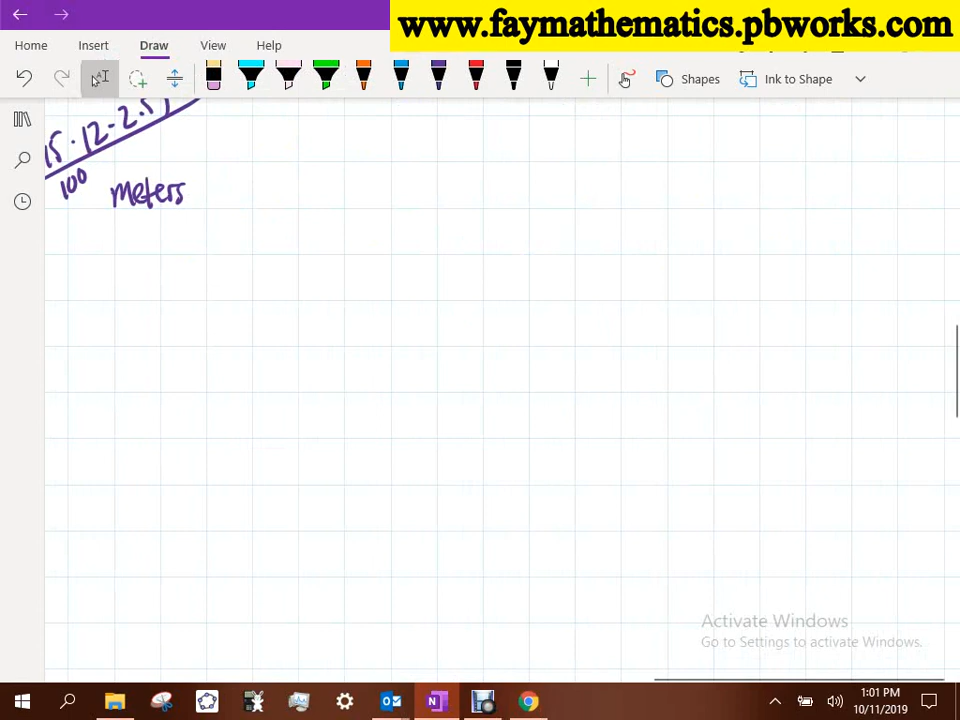 www.faymathematics.pbworks.com
Home Insert Draw View Help
Shapes Ink to Shape
15 · 12 - 2.5)
100 meters
Activate Windows
Go to Settings to activate Windows.
1:01 PM
10/11/2019